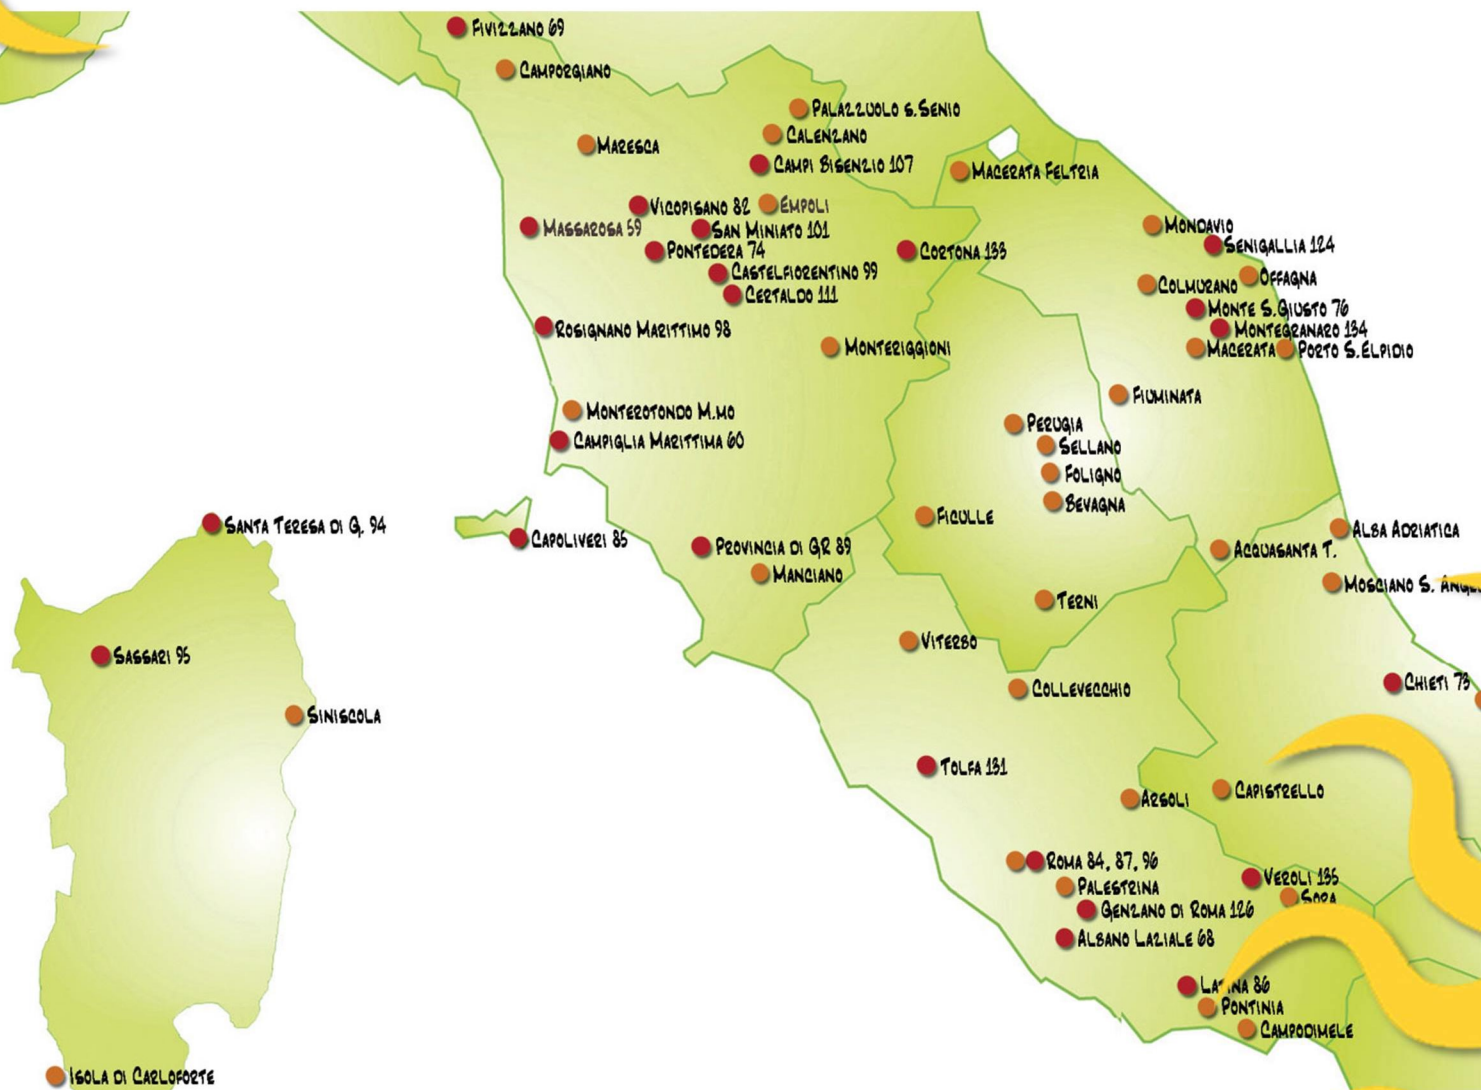 Fivizzano 69
Camporgiano
Palazzuolo s.Senio
Calenzano
Maresca
Campi Bisenzio 107
Macerata Feltria
Vicopisano 82
Empoli
Massarosa 59
San Miniato 101
Mondavio
Senigallia 124
Pontedera 74
Cortona 133
Castelfiorentino 99
Offagna
Colmurano
Certaldo 111
Monte S.Giusto 76
Rosignano Marittimo 98
Montegranaro 134
Monteriggioni
Macerata
Porto S.Elpidio
Fiuminata
Monterotondo M.mo
Perugia
Campiglia Marittima 60
Sellano
Foligno
Bevagna
Ficulle
Santa Teresa di G. 94
Alba Adriatica
Capoliveri 85
Provincia di GR 89
Acquasanta T.
Manciano
Mosciano S.
Terni
Viterbo
Sassari 95
Chieti 73
Collevecchio
Siniscola
Tolfa 131
Capistrello
Arsoli
Roma 84, 87, 96
Veroli 135
Palestrina
Sora
Genzano di Roma 126
Albano Laziale 68
Latina 86
Pontinia
Campodimele
Isola di Carloforte